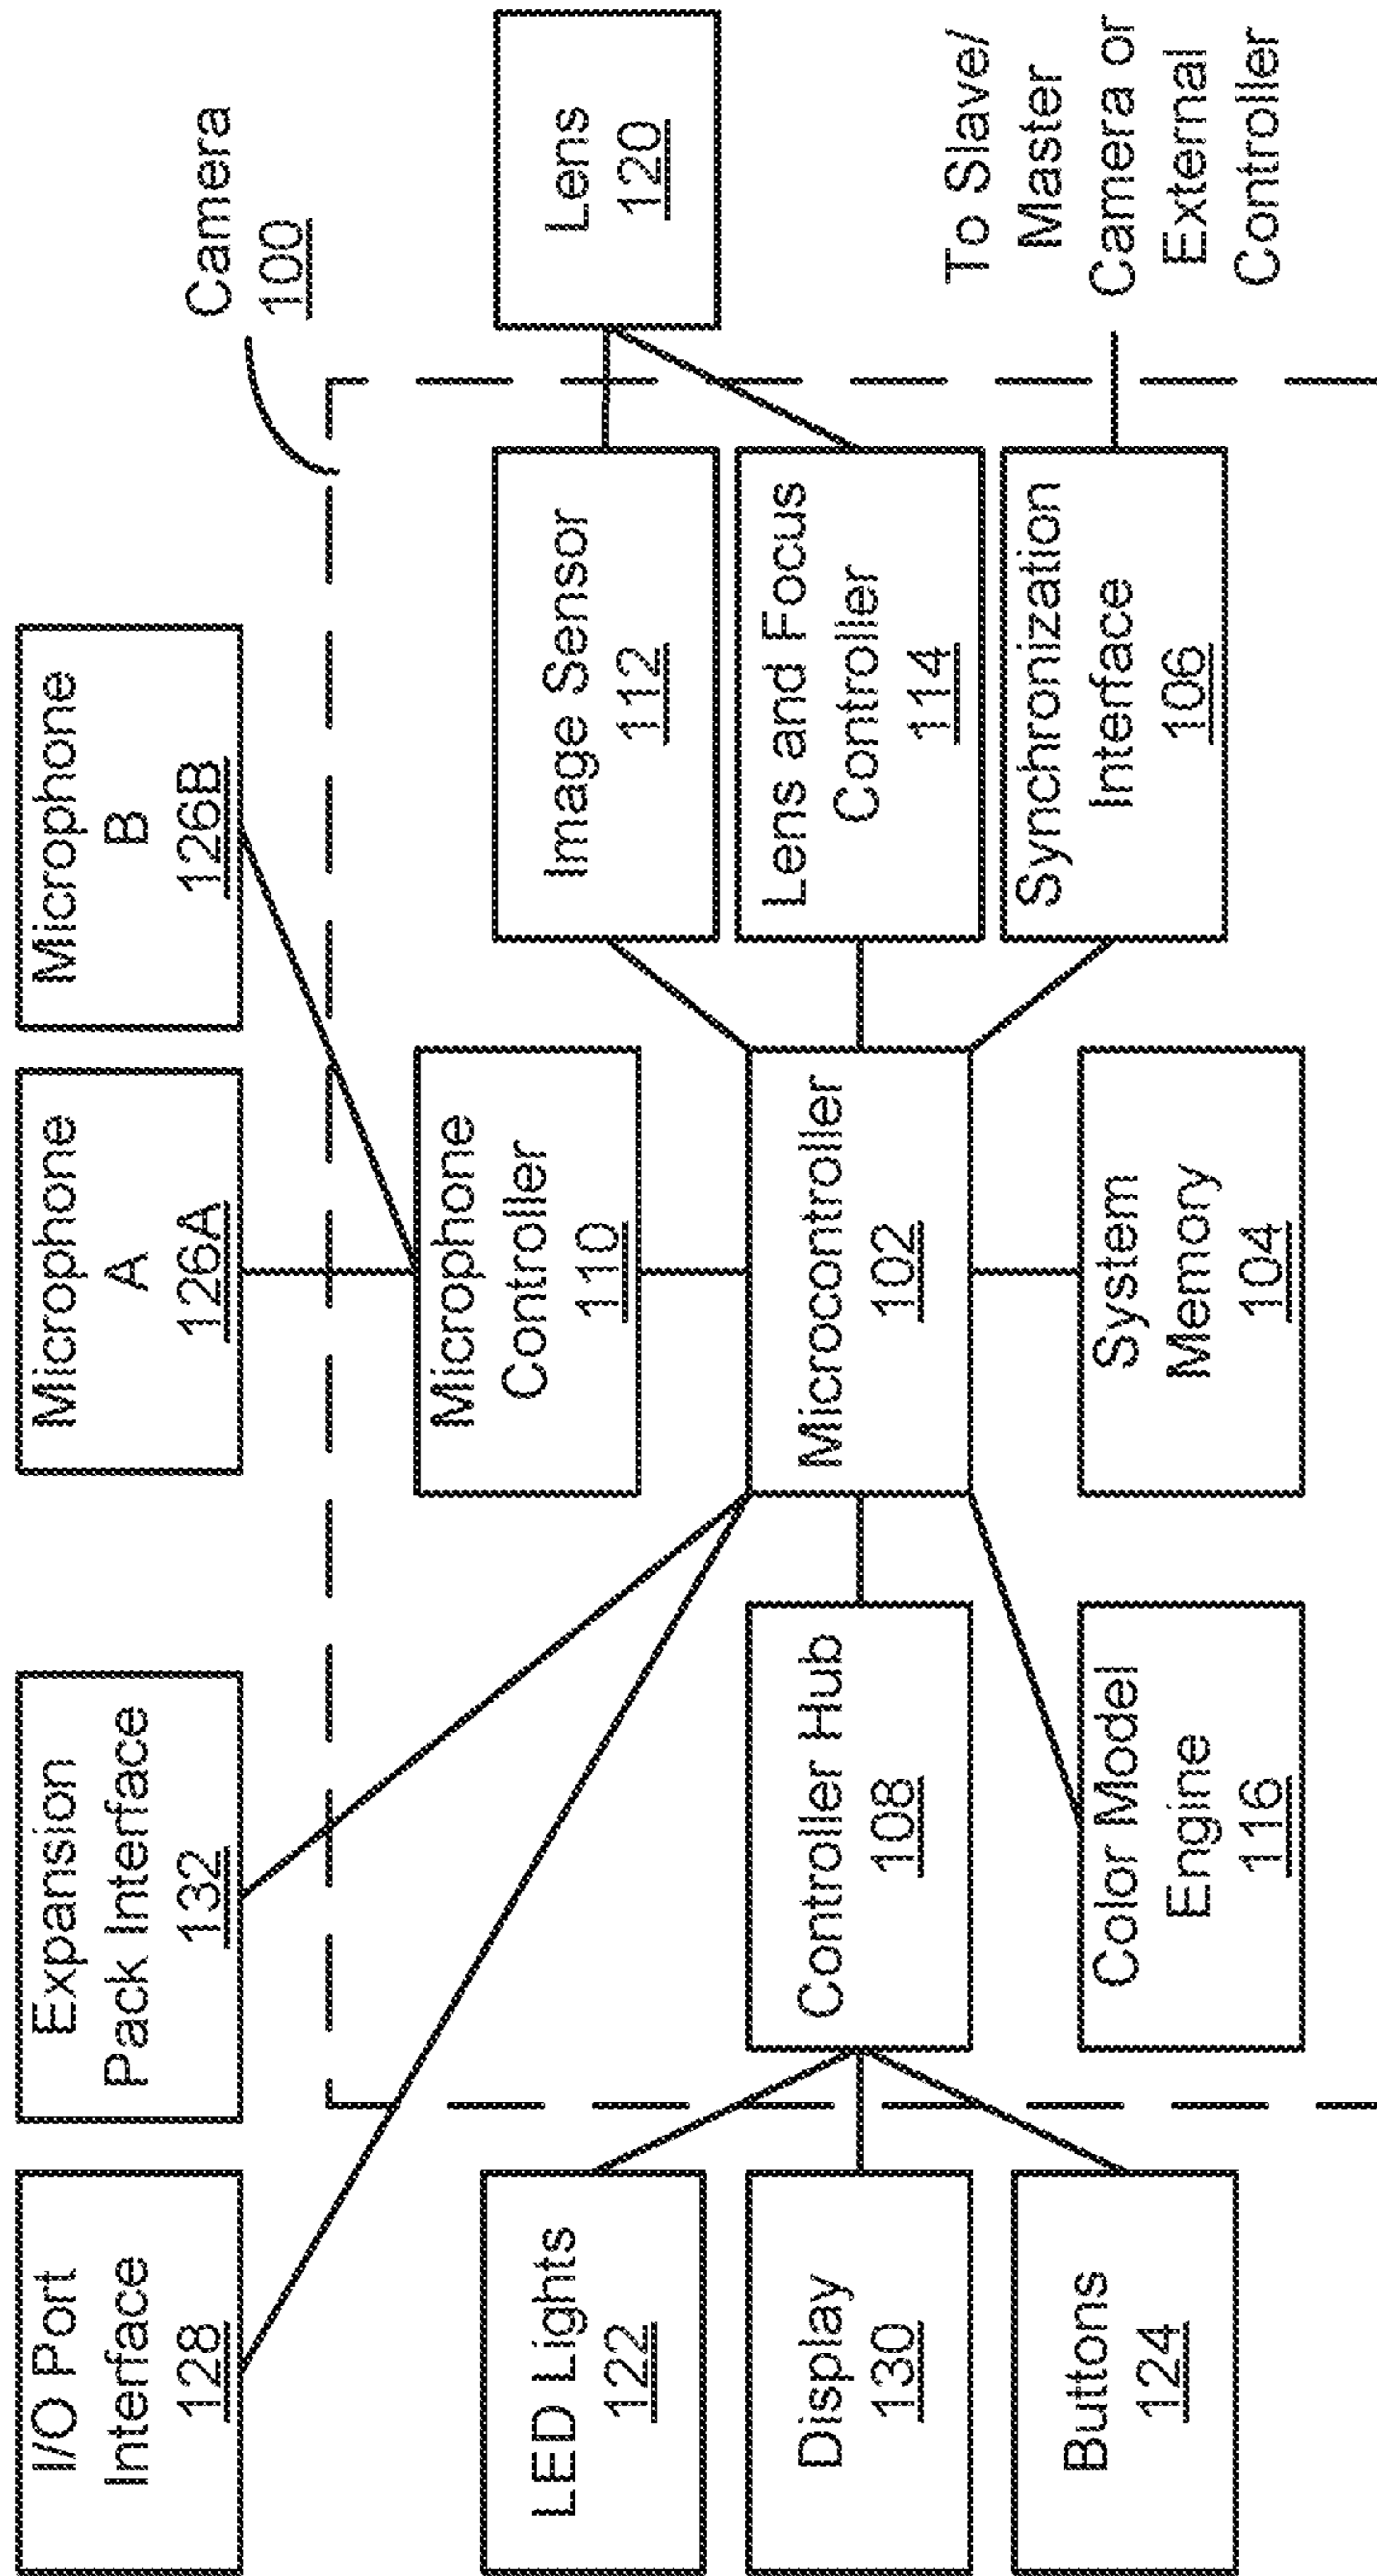 I/O Port
Interface
128
Expansion
Pack Interface
132
Microphone
A
126A
Microphone
B
126B
Camera
100
LED Lights
122
Display
130
Buttons
124
Controller Hub
108
Color Model
Engine
116
Microphone
Controller
110
Microcontroller
102
System
Memory
104
Image Sensor
112
Lens and Focus
Controller
114
Synchronization
Interface
106
Lens
120
To Slave/
Master
Camera or
External
Controller